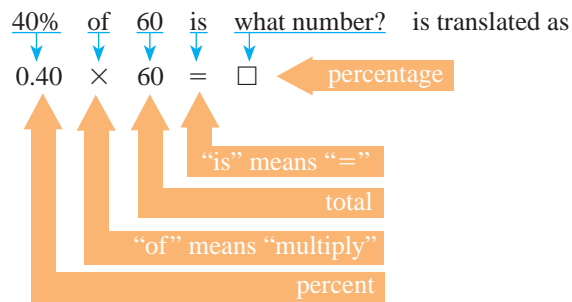 40% of 60 is what number? is translated as
0.40 × 60 = □ percentage
“is” means “=”
total
“of” means “multiply”
percent